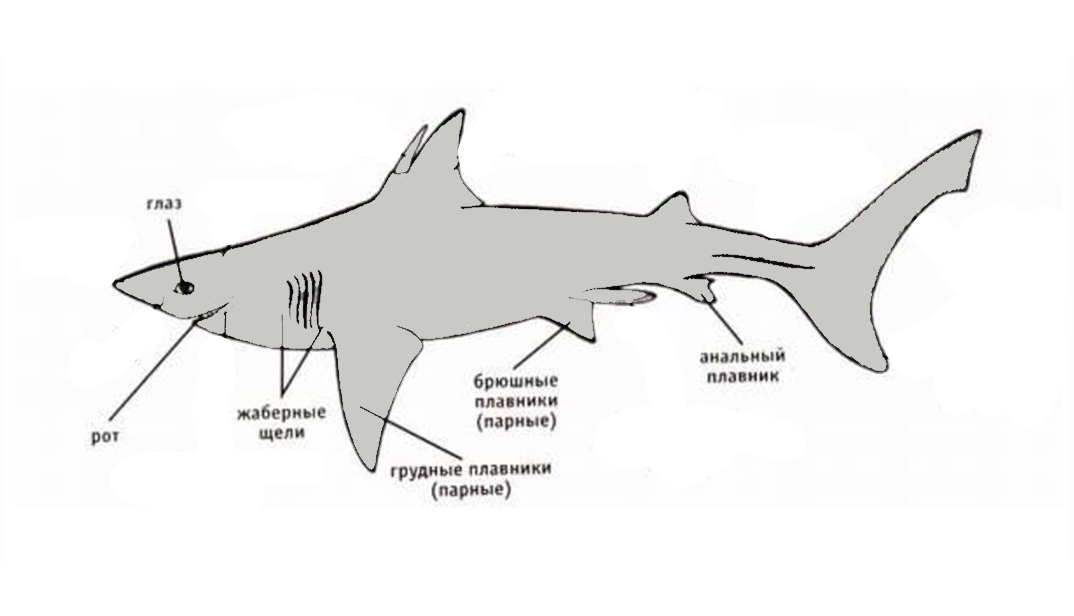 глаз
рот
жаберные
щели
грудные плавники
(парные)
брюшные
плавники
(парные)
анальный
плавник